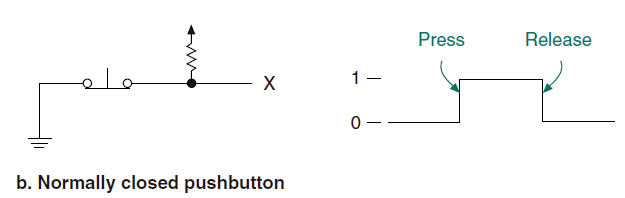 Press Release
X
1
0
b. Normally closed pushbutton